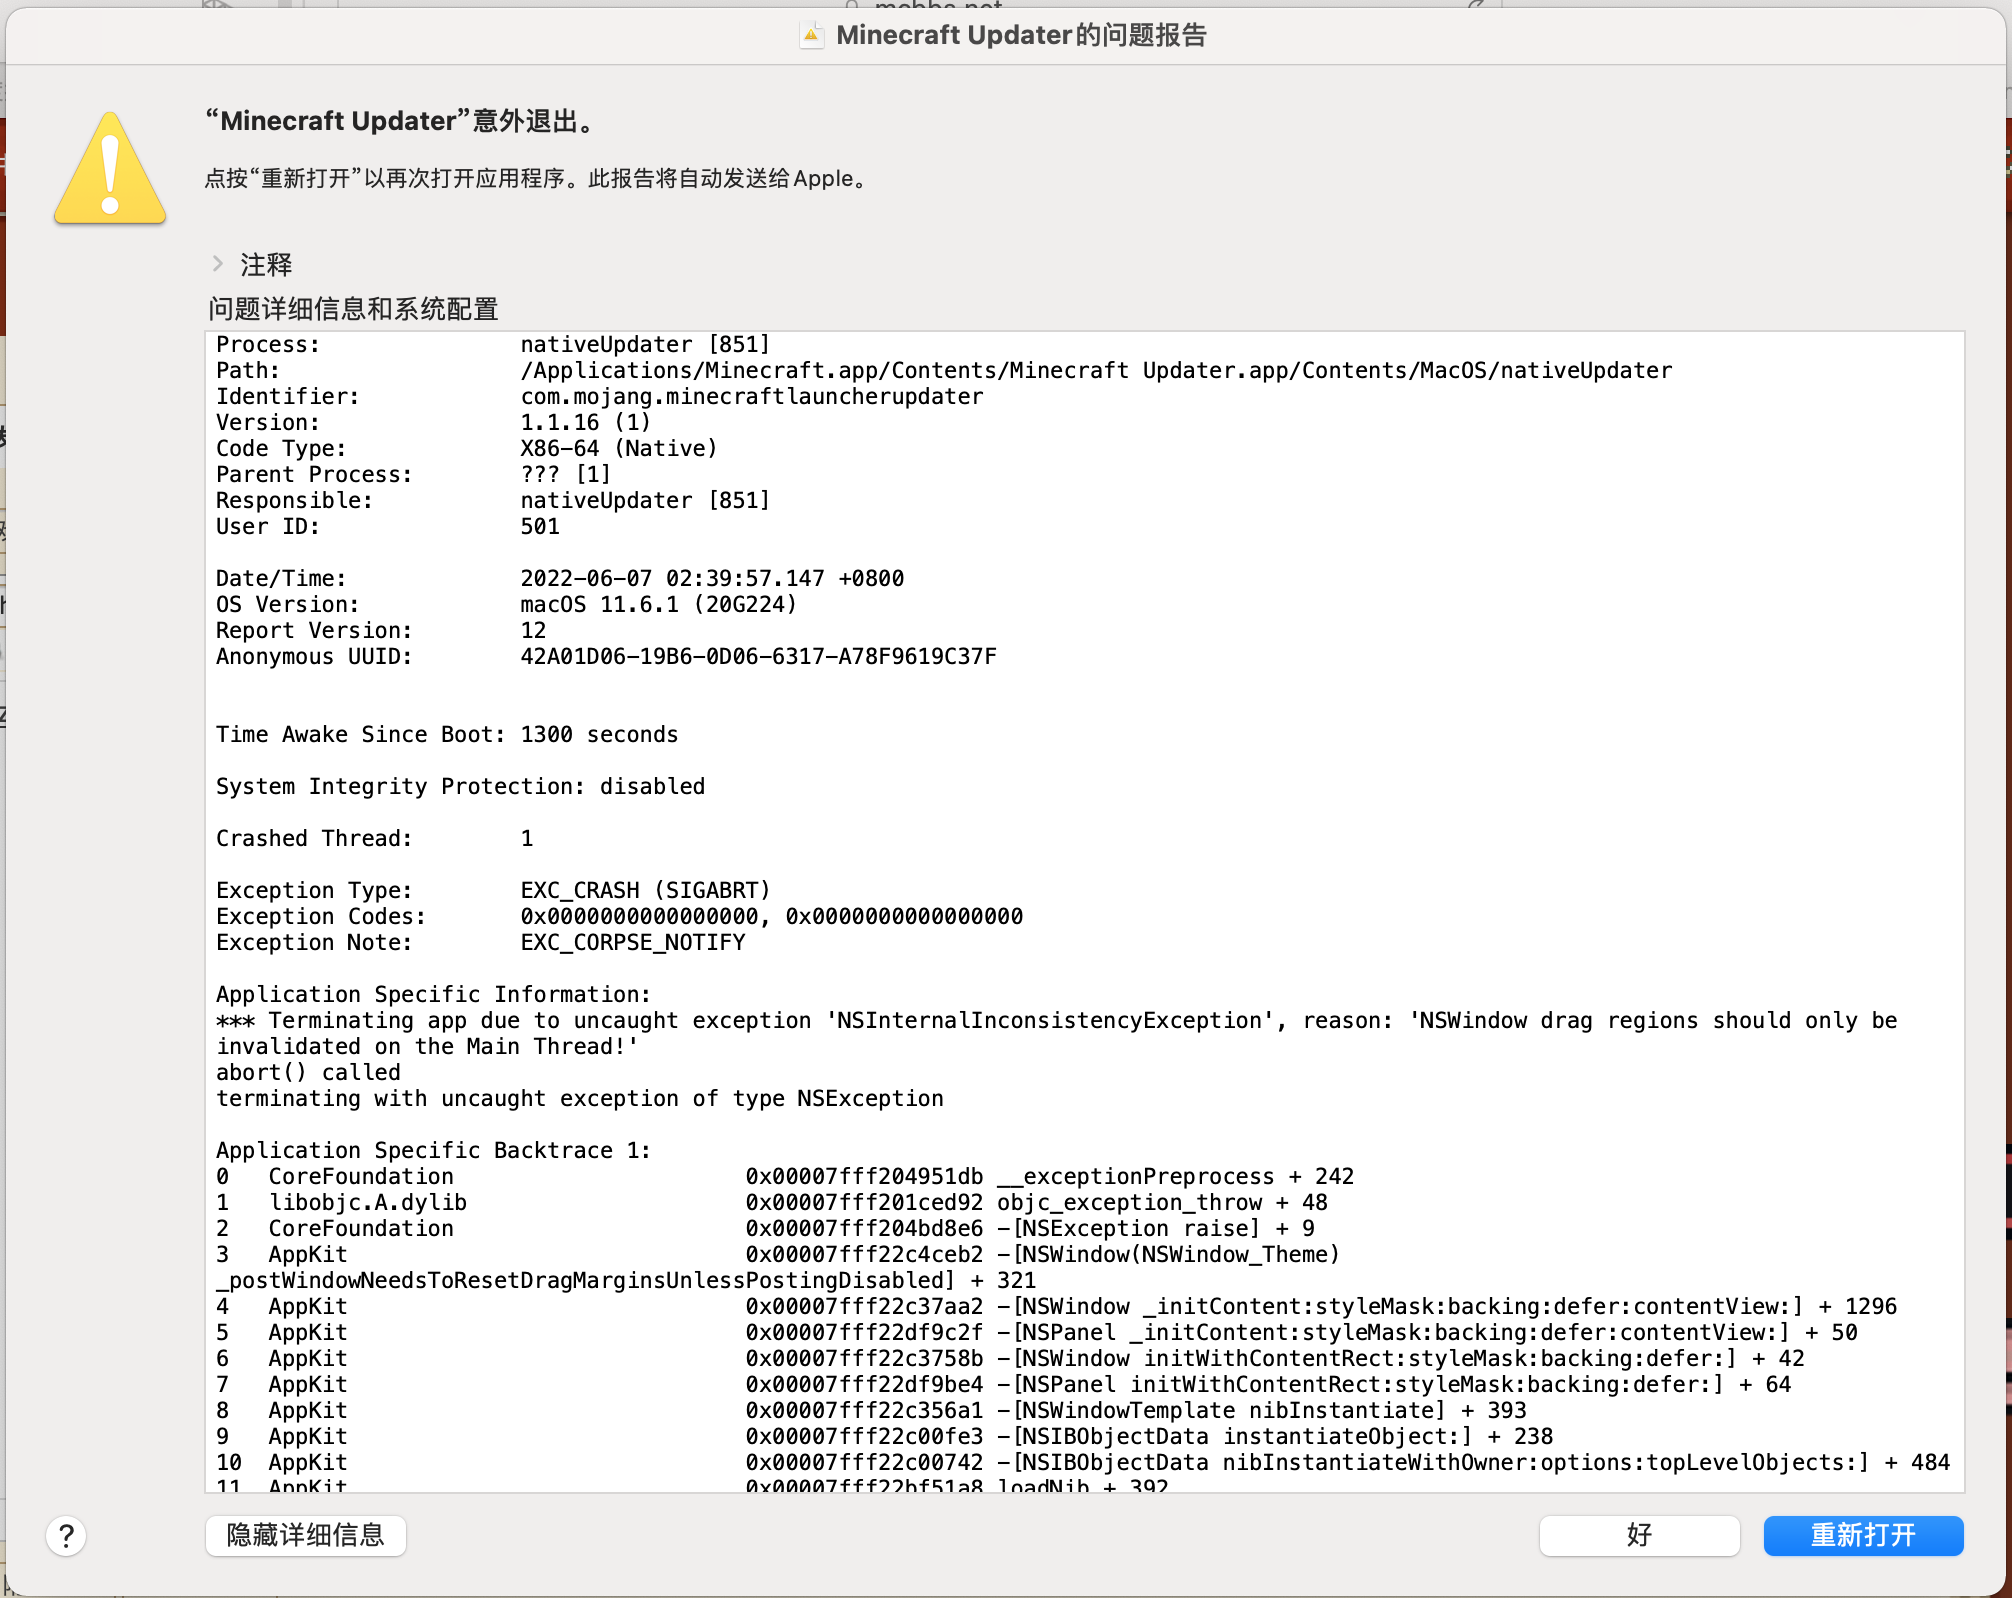 Minecraft Updater的问题报告
“Minecraft Updater”意外退出。
点按“重新打开”以再次打开应用程序。此报告将自动发送给Apple。
注释
问题详细信息和系统配置
Process: nativeUpdater [851]
Path: /Applications/Minecraft.app/Contents/Minecraft Updater.app/Contents/MacOS/nativeUpdater
Identifier: com.mojang.minecraftlauncherupdater
Version: 1.1.16 (1)
Code Type: X86-64 (Native)
Parent Process: ??? [1]
Responsible: nativeUpdater [851]
User ID: 501
Date/Time: 2022-06-07 02:39:57.147 +0800
OS Version: macOS 11.6.1 (20G224)
Report Version: 12
Anonymous UUID: 42A01D06-19B6-0D06-6317-A78F9619C37F
Time Awake Since Boot: 1300 seconds
System Integrity Protection: disabled
Crashed Thread: 1
Exception Type: EXC_CRASH (SIGABRT)
Exception Codes: 0x0000000000000000, 0x0000000000000000
Exception Note: EXC_CORPSE_NOTIFY
Application Specific Information:
*** Terminating app due to uncaught exception 'NSInternalInconsistencyException', reason: 'NSWindow drag regions should only be
invalidated on the Main Thread!'
abort() called
terminating with uncaught exception of type NSException
Application Specific Backtrace 1:
0 CoreFoundation 0x00007fff204951db __exceptionPreprocess + 242
1 libobjc.A.dylib 0x00007fff201ced92 objc_exception_throw + 48
2 CoreFoundation 0x00007fff204bd8e6 -[NSException raise] + 9
3 AppKit 0x00007fff22c4ceb2 -[NSWindow(NSWindow_Theme)
_postWindowNeedsToResetDragMarginsUnlessPostingDisabled] + 321
4 AppKit 0x00007fff22c37aa2 -[NSWindow _initContent:styleMask:backing:defer:contentView:] + 1296
5 AppKit 0x00007fff22df9c2f -[NSPanel _initContent:styleMask:backing:defer:contentView:] + 50
6 AppKit 0x00007fff22c3758b -[NSWindow initWithContentRect:styleMask:backing:defer:] + 42
7 AppKit 0x00007fff22df9be4 -[NSPanel initWithContentRect:styleMask:backing:defer:] + 64
8 AppKit 0x00007fff22c356a1 -[NSWindowTemplate nibInstantiate] + 393
9 AppKit 0x00007fff22c00fe3 -[NSIBObjectData instantiateObject:] + 238
10 AppKit 0x00007fff22c00742 -[NSIBObjectData nibInstantiateWithOwner:options:topLevelObjects:] + 484
11 AppKit 0x00007fff22bf51a8 loadNib + 392
?
隐藏详细信息
好
重新打开